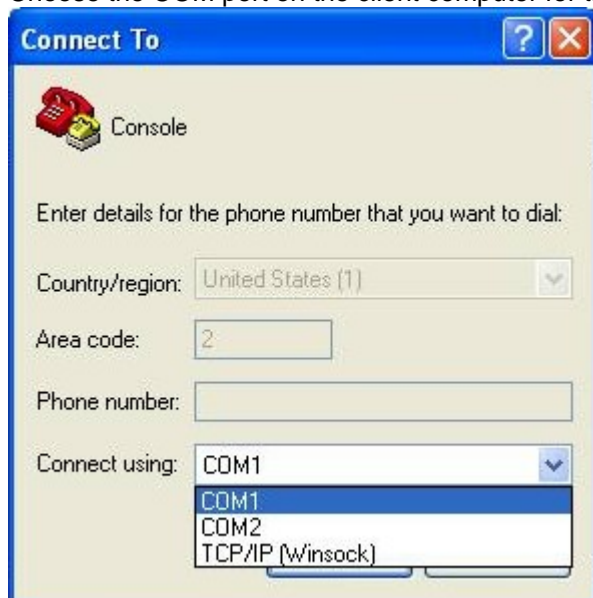 Connect To
Console
Enter details for the phone number that you want to dial:
Country/region: United States (1)
Area code: 2
Phone number:
Connect using: COM1
COM1
COM2
TCP/IP (Winsock)